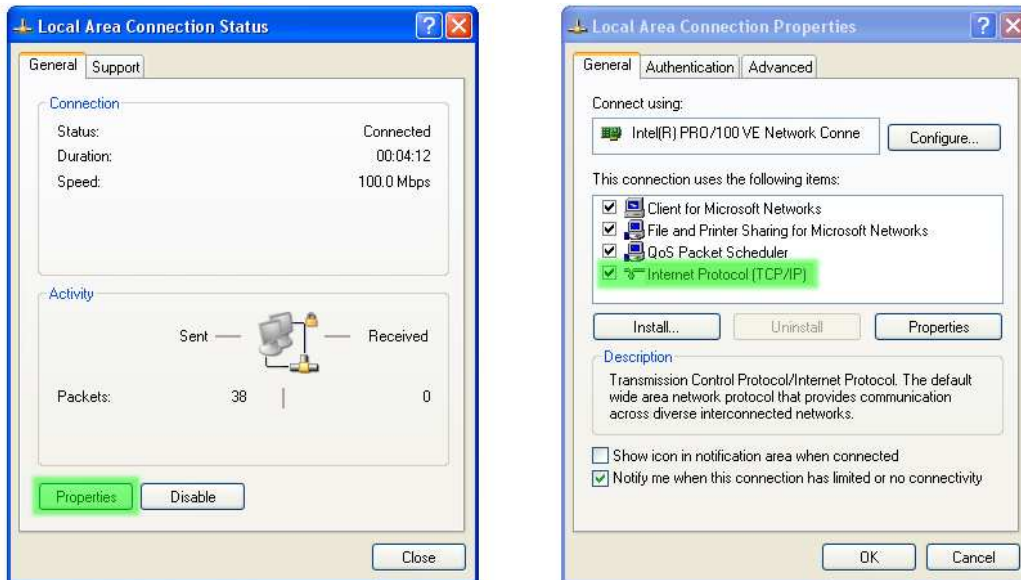 Local Area Connection Status
General Support
Connection
Status: Connected
Duration: 00:04:12
Speed: 100.0 Mbps
Activity
Sent Received
Packets: 38 0
Properties Disable
Close
Local Area Connection Properties
General Authentication Advanced
Connect using:
Intel(R) PRO/100 VE Network Conne
Configure...
This connection uses the following items:
Client for Microsoft Networks
File and Printer Sharing for Microsoft Networks
QoS Packet Scheduler
Internet Protocol (TCP/IP)
Install... Uninstall Properties
Description
Transmission Control Protocol/Internet Protocol. The default
wide area network protocol that provides communication
across diverse interconnected networks.
Show icon in notification area when connected
Notify me when this connection has limited or no connectivity
OK Cancel